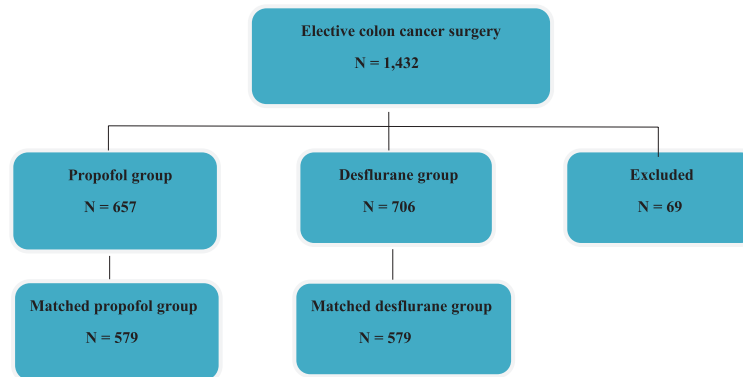 Elective colon cancer surgery
N = 1,432
Propofol group
N = 657
Desflurane group
N = 706
Excluded
N = 69
Matched propofol group
N = 579
Matched desflurane group
N = 579